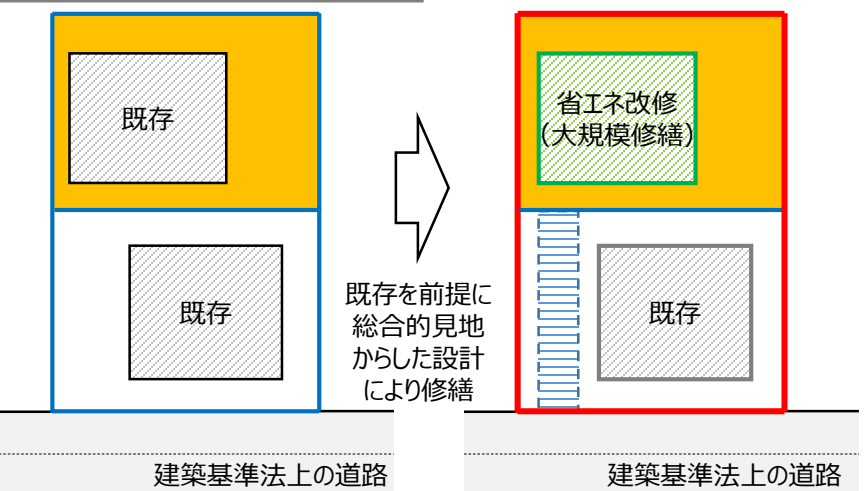 既存
既存
既存を前提に
総合的見地
からした設計
により修繕
省エネ改修
(大規模修繕)
既存
建築基準法上の道路
建築基準法上の道路